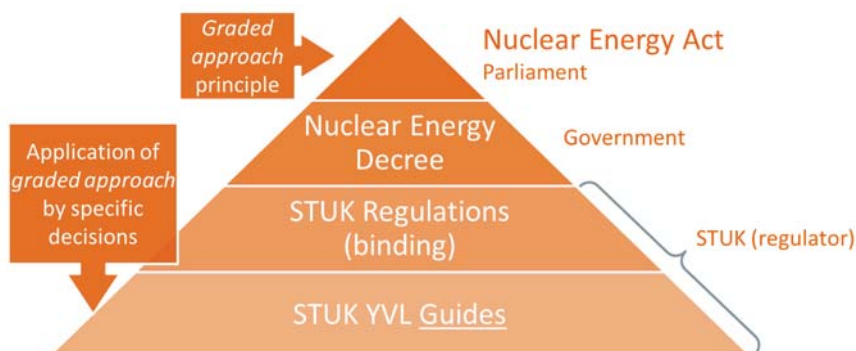 Graded
approach
principle
Nuclear Energy Act
Parliament
Nuclear Energy
Decree
Government
Application of
graded approach
by specific
decisions
STUK Regulations
(binding)
STUK (regulator)
STUK YVL Guides